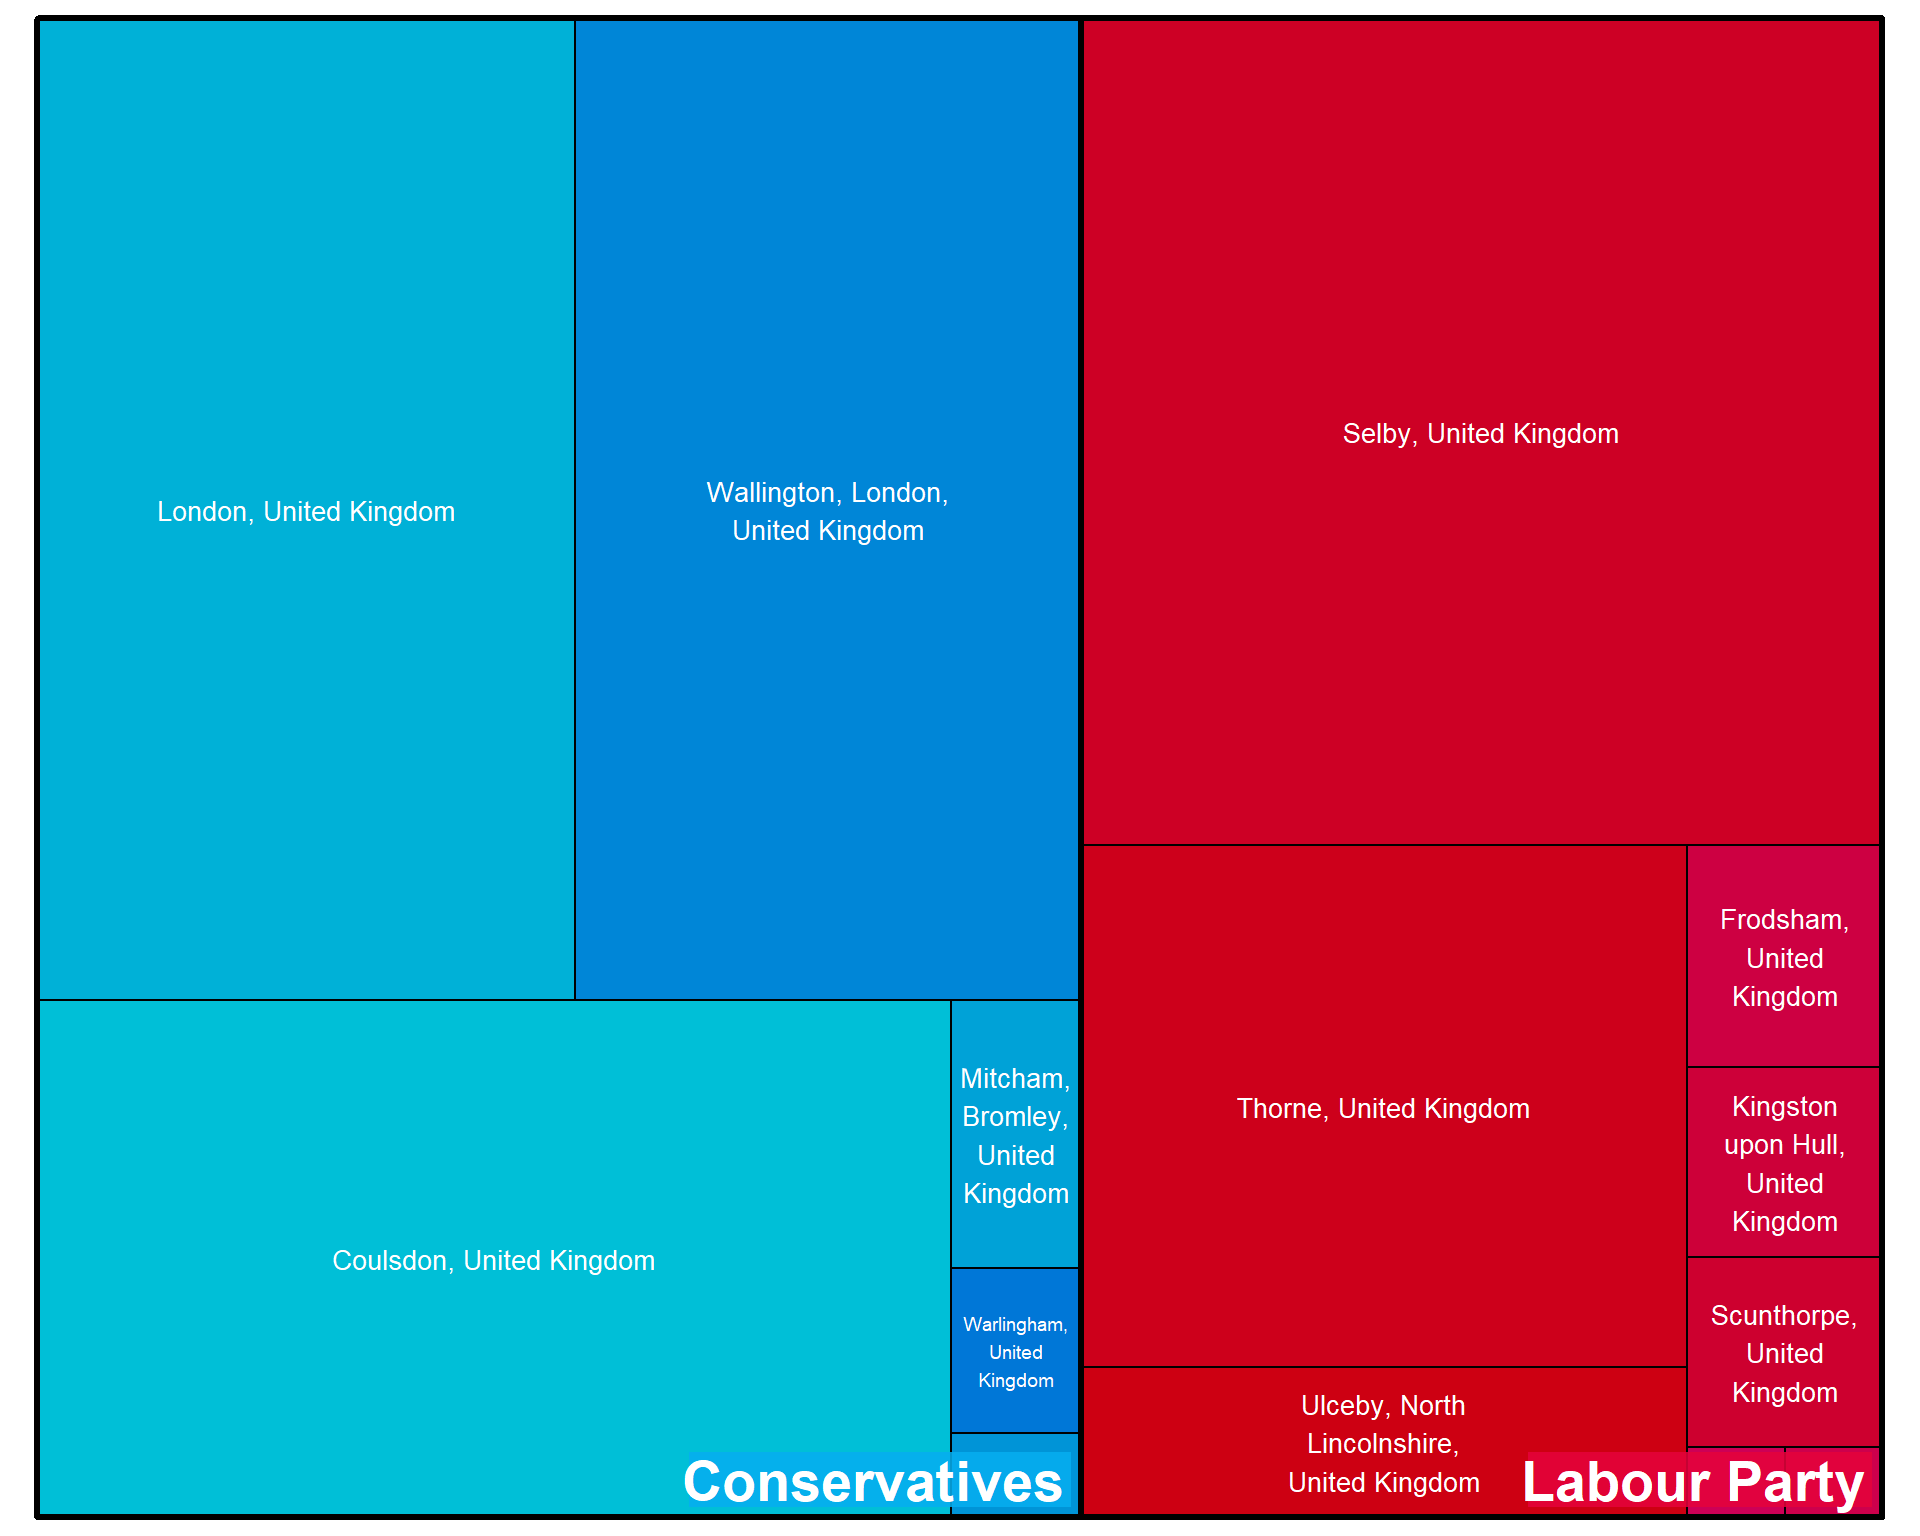 London, United Kingdom
Wallington, London,
United Kingdom
Coulsdon, United Kingdom
Mitcham,
Bromley,
United
Kingdom
Warlingham,
United
Kingdom
Conservatives
Selby, United Kingdom
Thorne, United Kingdom
Frodsham,
United
Kingdom
Kingston
upon Hull,
United
Kingdom
Scunthorpe,
United
Kingdom
Ulceby, North
Lincolnshire,
United Kingdom
Labour Party